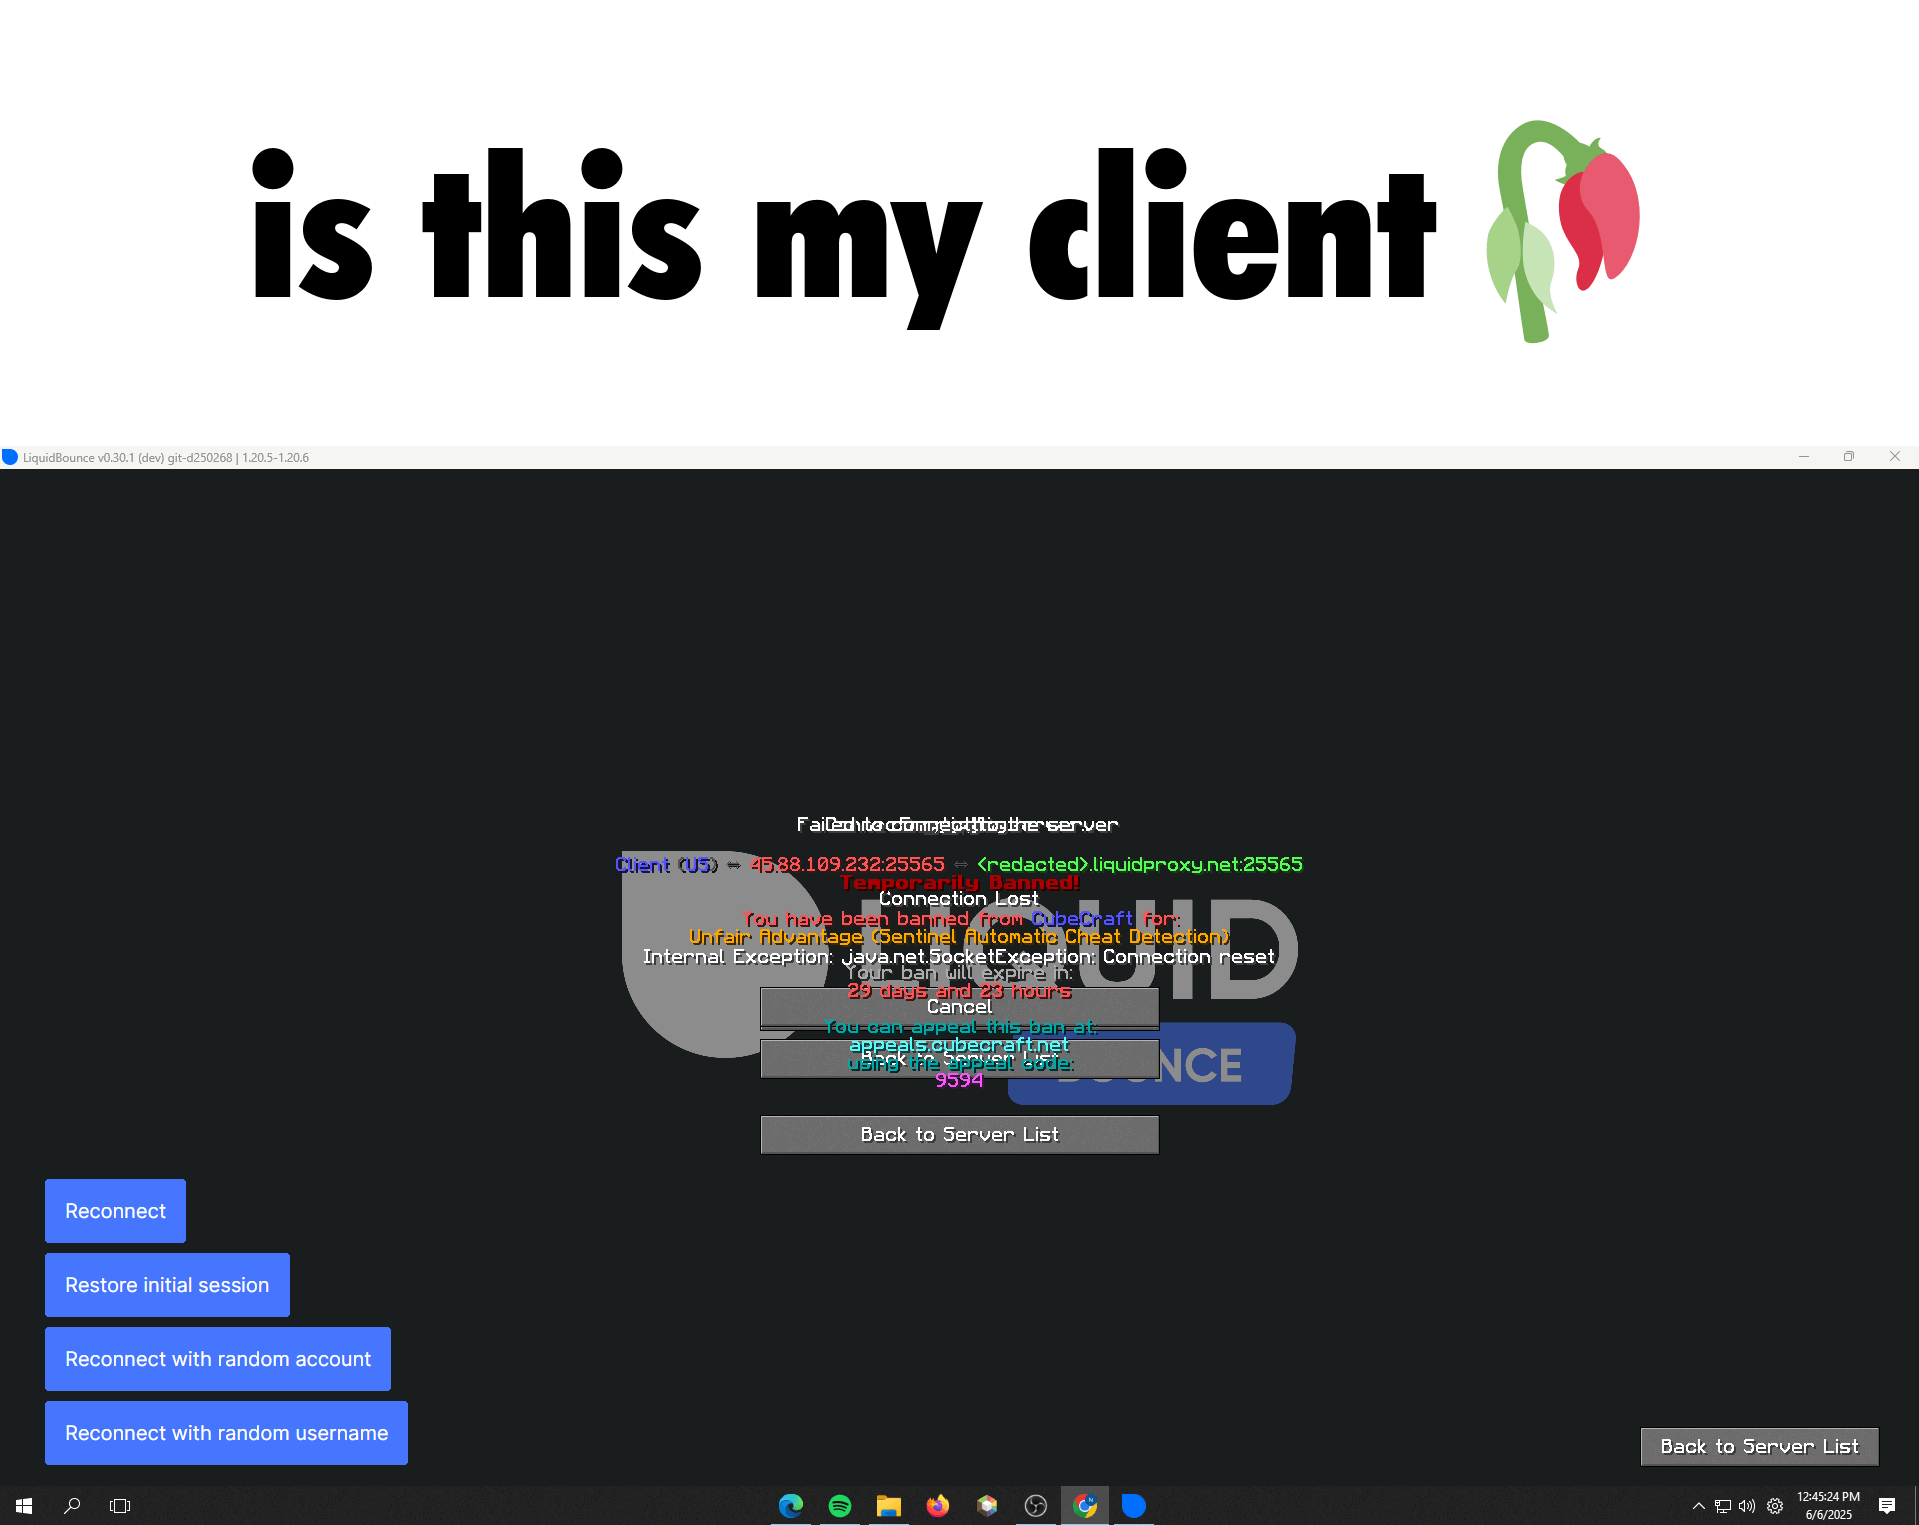 is this my client
LiquidBounce v0.30.1 (dev) git-d250268 | 1.20.5-1.20.6
Failed to connect to the server
Client (US) ↔ 45.88.109.232:25565 ↔ <redacted>.liquidproxy.net:25565
Temporarily Banned!
Connection Lost
You have been banned from CubeCraft for:
Unfair Advantage (Sentinel Automatic Cheat Detection)
Internal Exception: java.net.SocketException: Connection reset
LIQUID
Your ban will expire in:
29 days and 23 hours
Cancel
You can appeal this ban at:
appeals.cubecraft.net
Back to Server List
using the appeal code:
BOUNCE
9594
Back to Server List
Reconnect
Restore initial session
Reconnect with random account
Reconnect with random username
Back to Server List
12:45:24 PM
6/6/2025